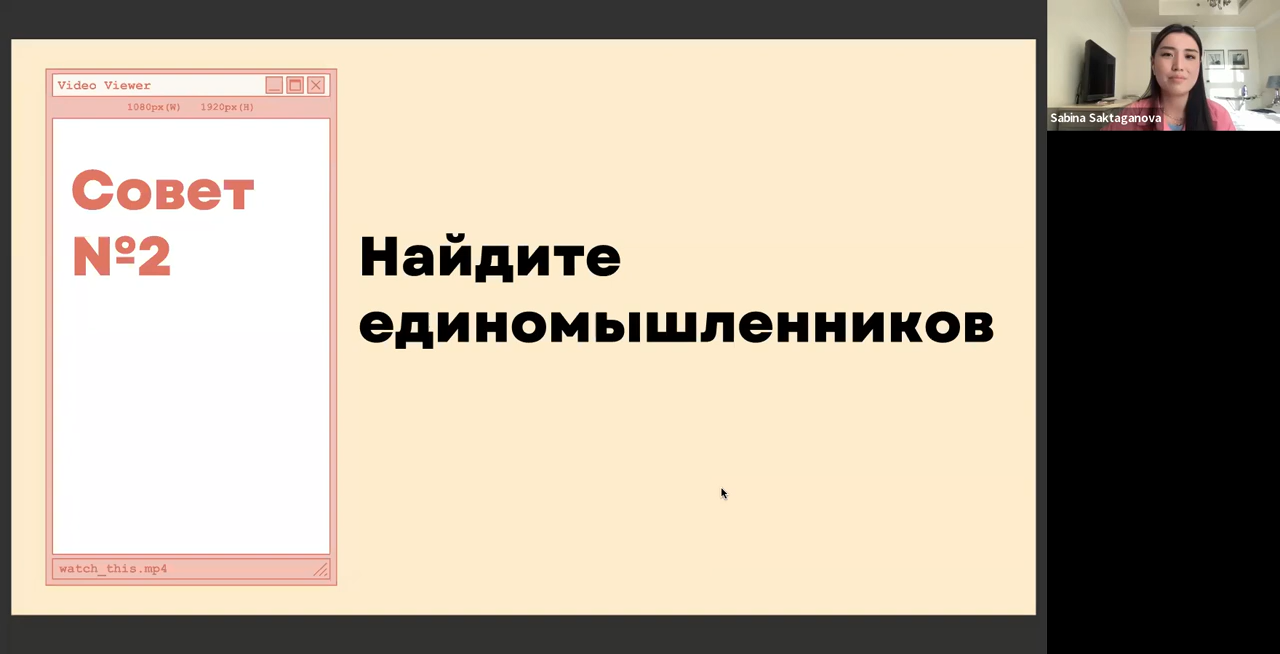 Video Viewer
1080px(W) 1920px(H)
Совет
№2
watch_this.mp4
Найдите
единомышленников
Sabina Saktaganova